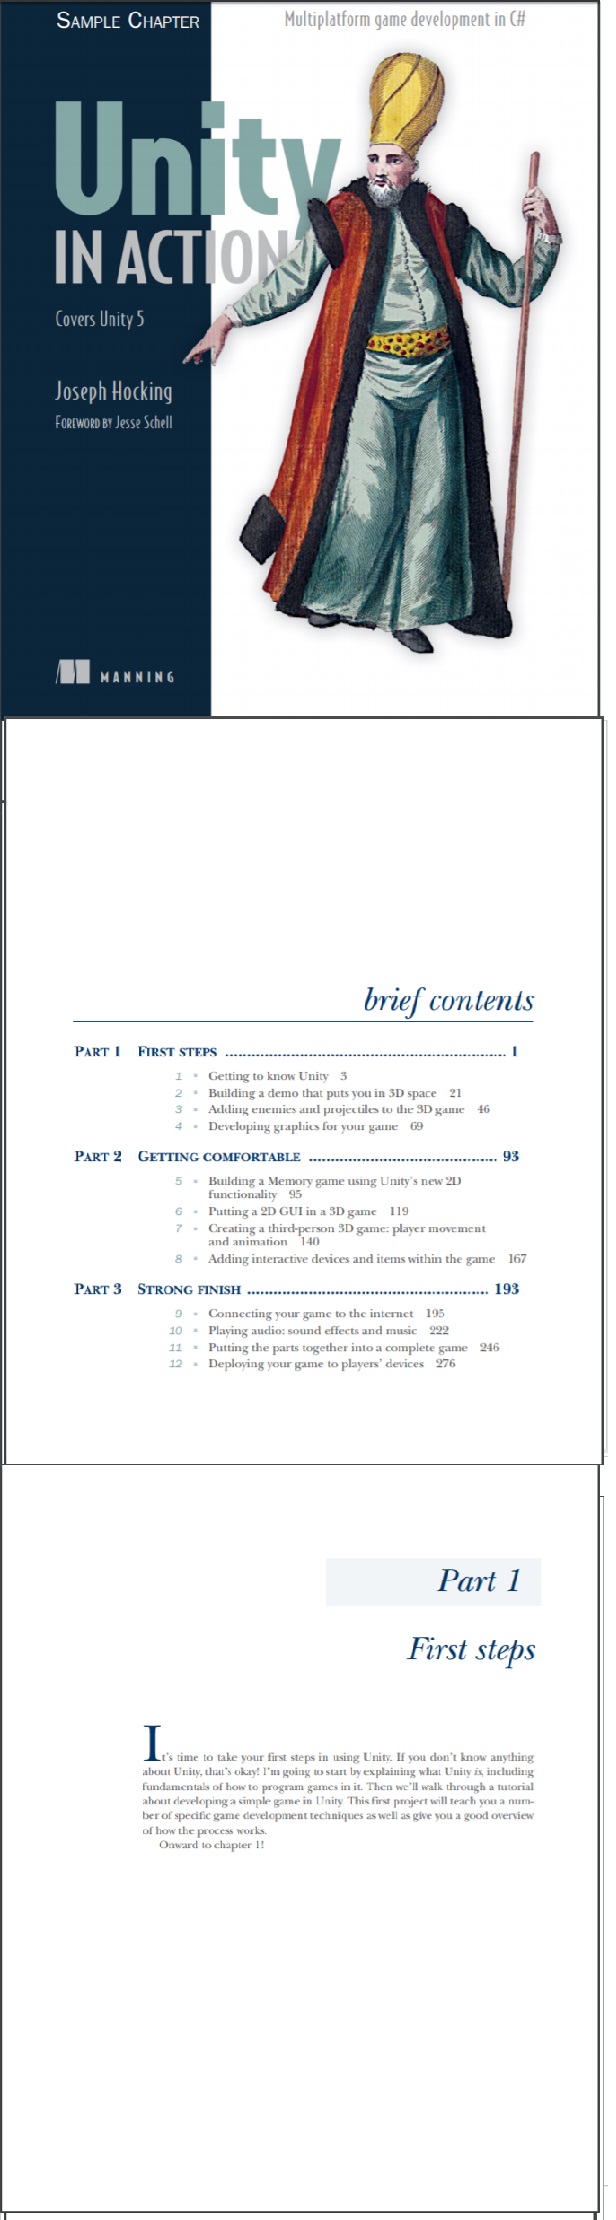 SAMPLE CHAPTER
Multiplatform game development in C#
Unity
IN ACTION
Covers Unity 5
Joseph Hocking
FOREWORD BY Jesse Schell
MANNING
brief contents
PART 1 FIRST STEPS ................................................................. 1
1 ▪ Getting to know Unity 3
2 ▪ Building a demo that puts you in 3D space 21
3 ▪ Adding enemies and projectiles to the 3D game 46
4 ▪ Developing graphics for your game 69
PART 2 GETTING COMFORTABLE ............................................ 93
5 ▪ Building a Memory game using Unity's new 2D
functionality 95
6 ▪ Putting a 2D GUI in a 3D game 119
7 ▪ Creating a third-person 3D game: player movement
and animation 140
8 ▪ Adding interactive devices and items within the game 167
PART 3 STRONG FINISH ........................................................ 193
9 ▪ Connecting your game to the internet 195
10 ▪ Playing audio: sound effects and music 222
11 ▪ Putting the parts together into a complete game 246
12 ▪ Deploying your game to players' devices 276
Part 1
First steps
It's time to take your first steps in using Unity. If you don't know anything
about Unity, that's okay! I'm going to start by explaining what Unity is, including
fundamentals of how to program games in it. Then we'll walk through a tutorial
about developing a simple game in Unity. This first project will teach you a num-
ber of specific game development techniques as well as give you a good overview
of how the process works.
Onward to chapter 1!